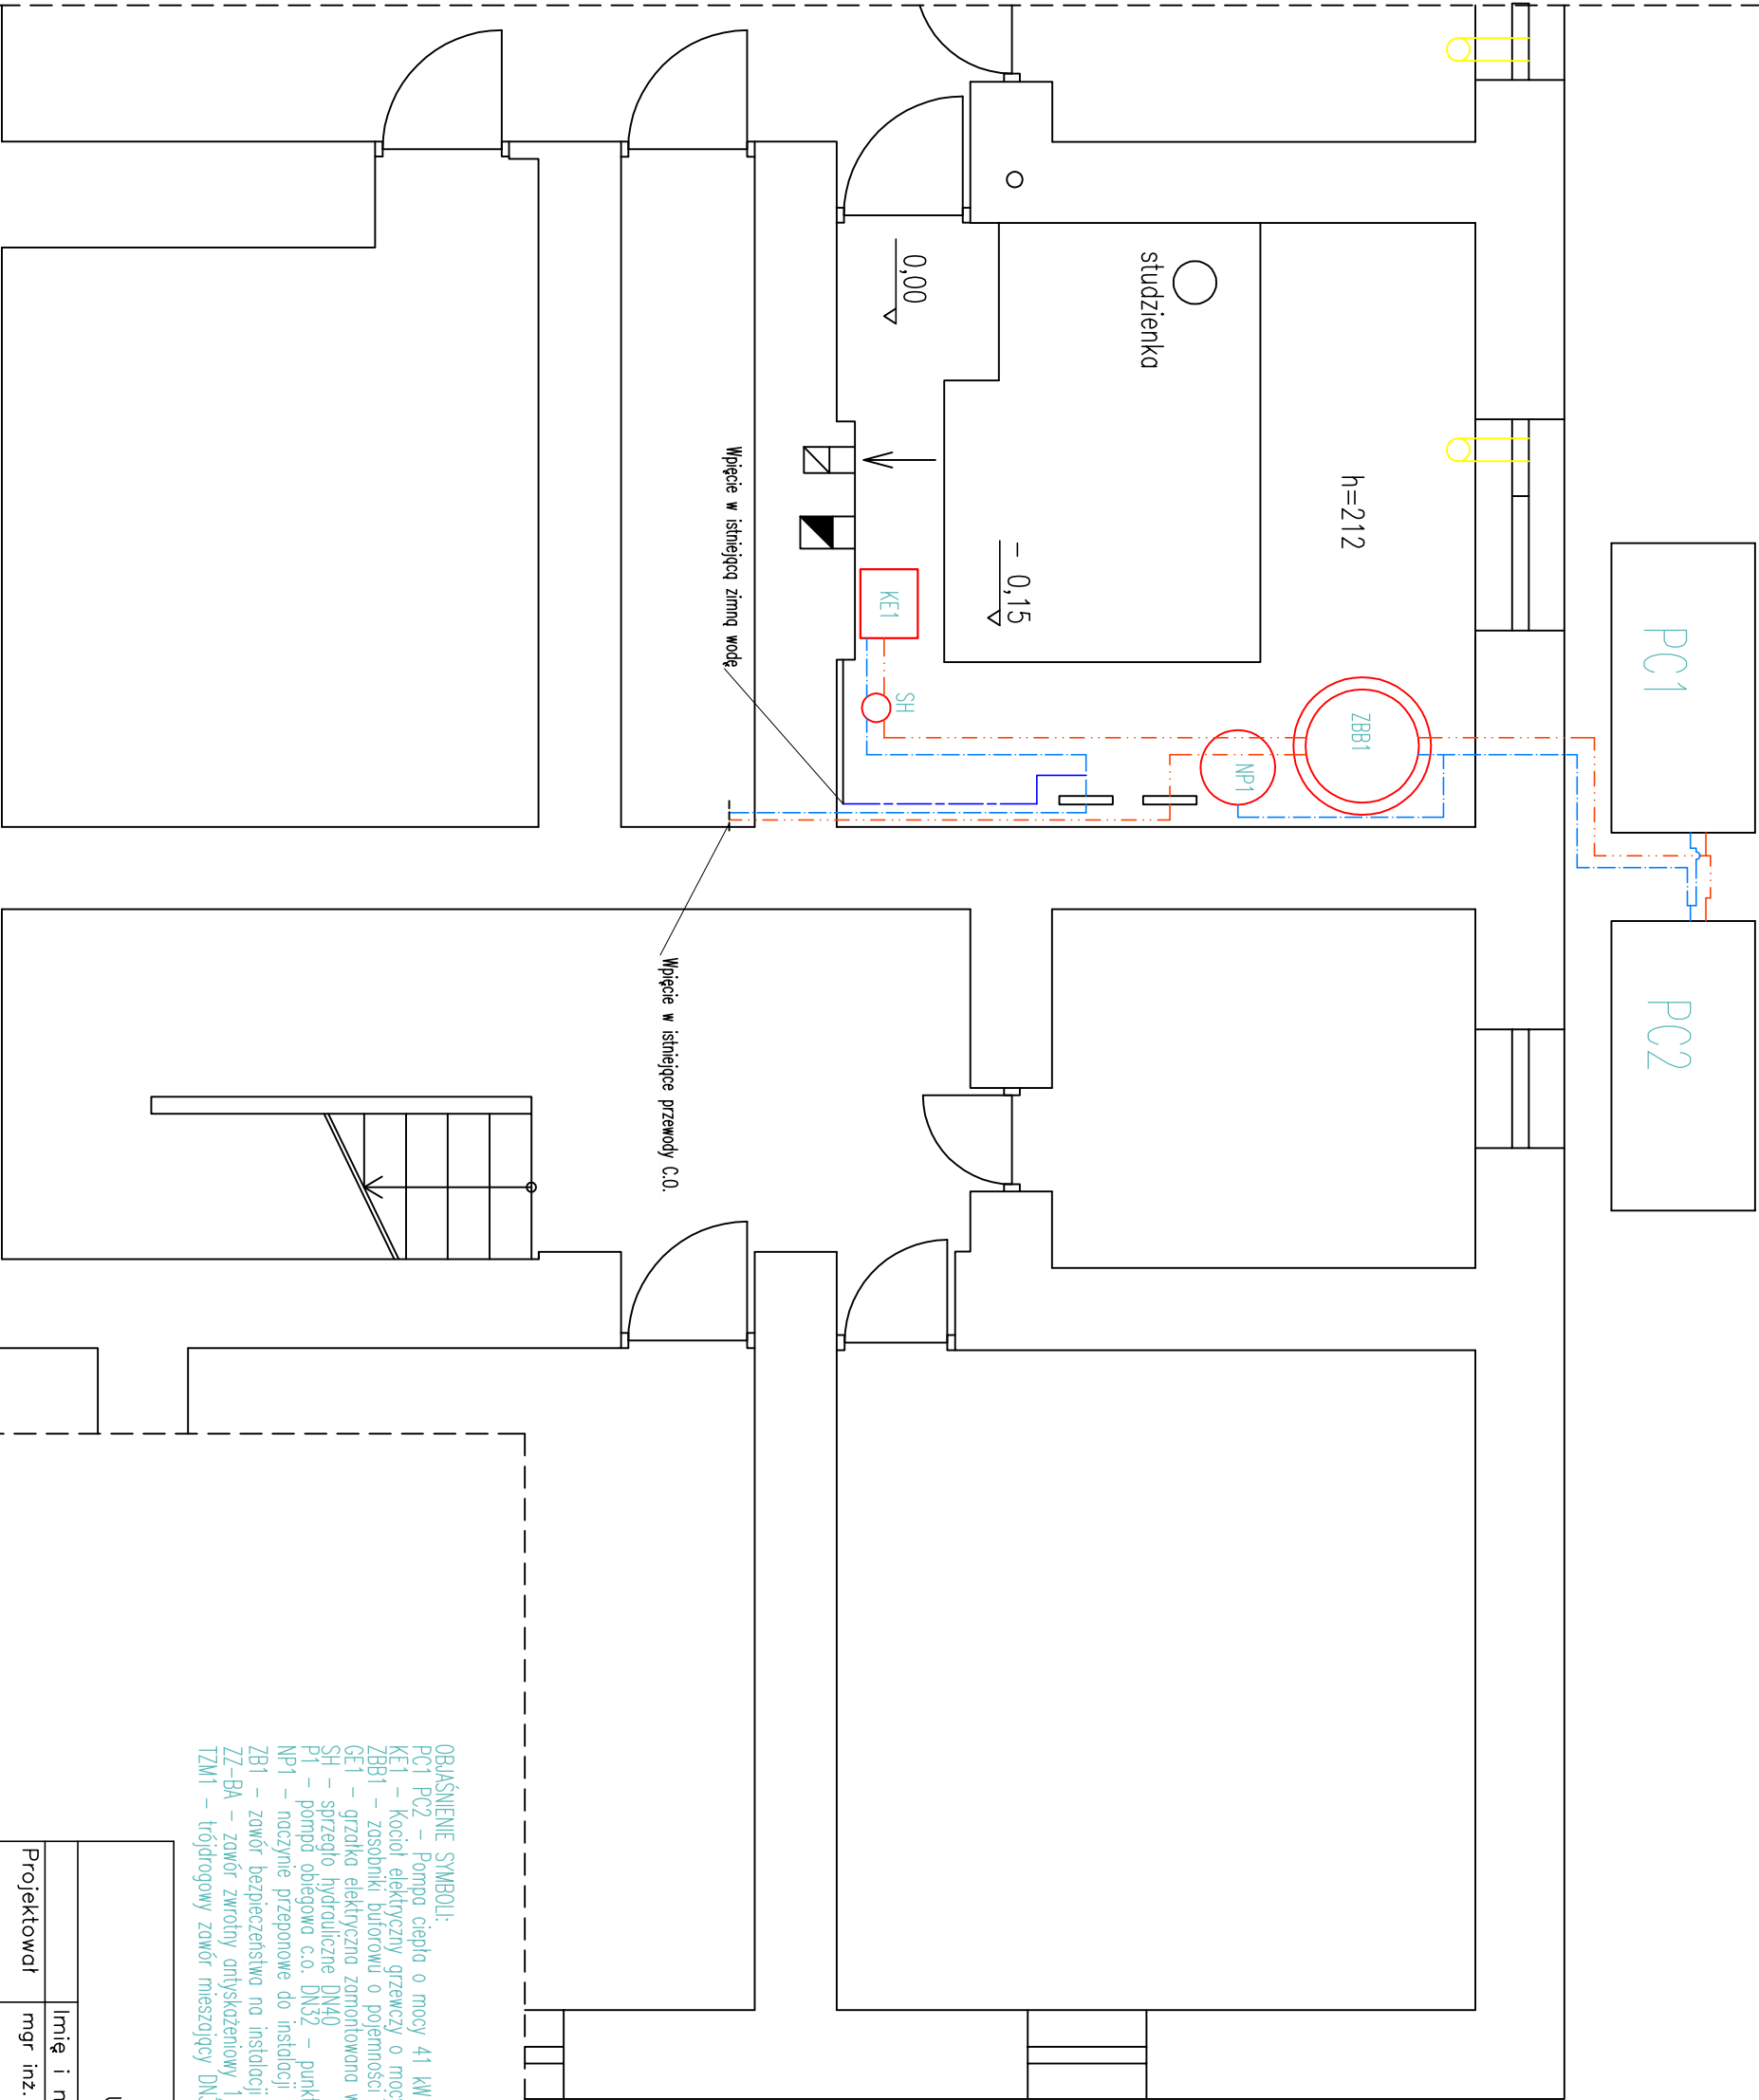 PC1
PC2
h=212
studzienka
ZBB1
NP1
- 0,15
0,00
SH
KE1
Wpięcie w istniejącą zimną wodę
Wpięcie w istniejące przewody C.O.
OBJAŚNIENIE SYMBOLI:
PC1 PC2 - Pompa ciepła o mocy 41 kW
KE1 - Kocioł elektryczny grzewczy o mocy
ZBB1 - zasobniki buforowu o pojemności
GE1 - grzałka elektryczna zamontowana w
SH - sprzęgło hydrauliczne DN40
P1 - pompa obiegowa c.o. DN32 - punkt
NP1 - naczynie przeponowe do instalacji
ZB1 - zawór bezpieczeństwa na instalacji
ZZ-BA - zawór zwrotny antyskażeniowy
TZM1 - trójdrogowy zawór mieszający
Imię i n
Projektował mgr inż.